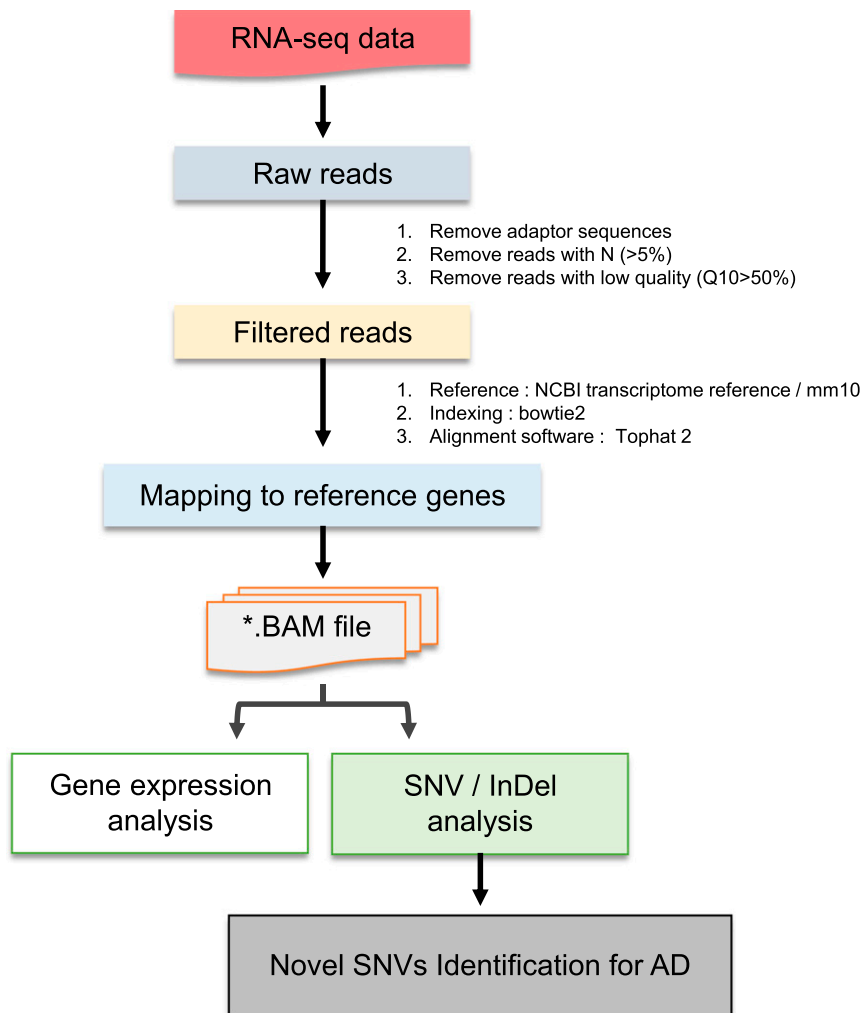 RNA-seq data
Raw reads
1. Remove adaptor sequences
2. Remove reads with N (>5%)
3. Remove reads with low quality (Q10>50%)
Filtered reads
1. Reference : NCBI transcriptome reference / mm10
2. Indexing : bowtie2
3. Alignment software : Tophat 2
Mapping to reference genes
*.BAM file
Gene expression
analysis
SNV / InDel
analysis
Novel SNVs Identification for AD